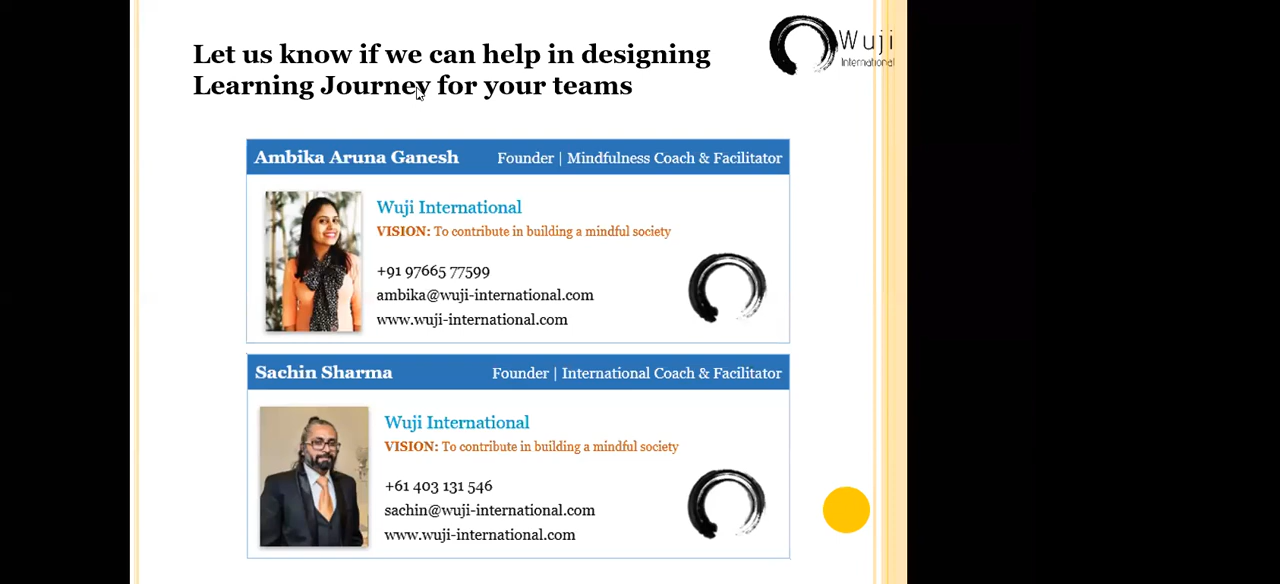 Let us know if we can help in designing
Learning Journey for your teams
Wuji
International
Ambika Aruna Ganesh Founder | Mindfulness Coach & Facilitator
Wuji International
VISION: To contribute in building a mindful society
+91 97665 77599
ambika@wuji-international.com
www.wuji-international.com
Sachin Sharma Founder | International Coach & Facilitator
Wuji International
VISION: To contribute in building a mindful society
+61 403 131 546
sachin@wuji-international.com
www.wuji-international.com